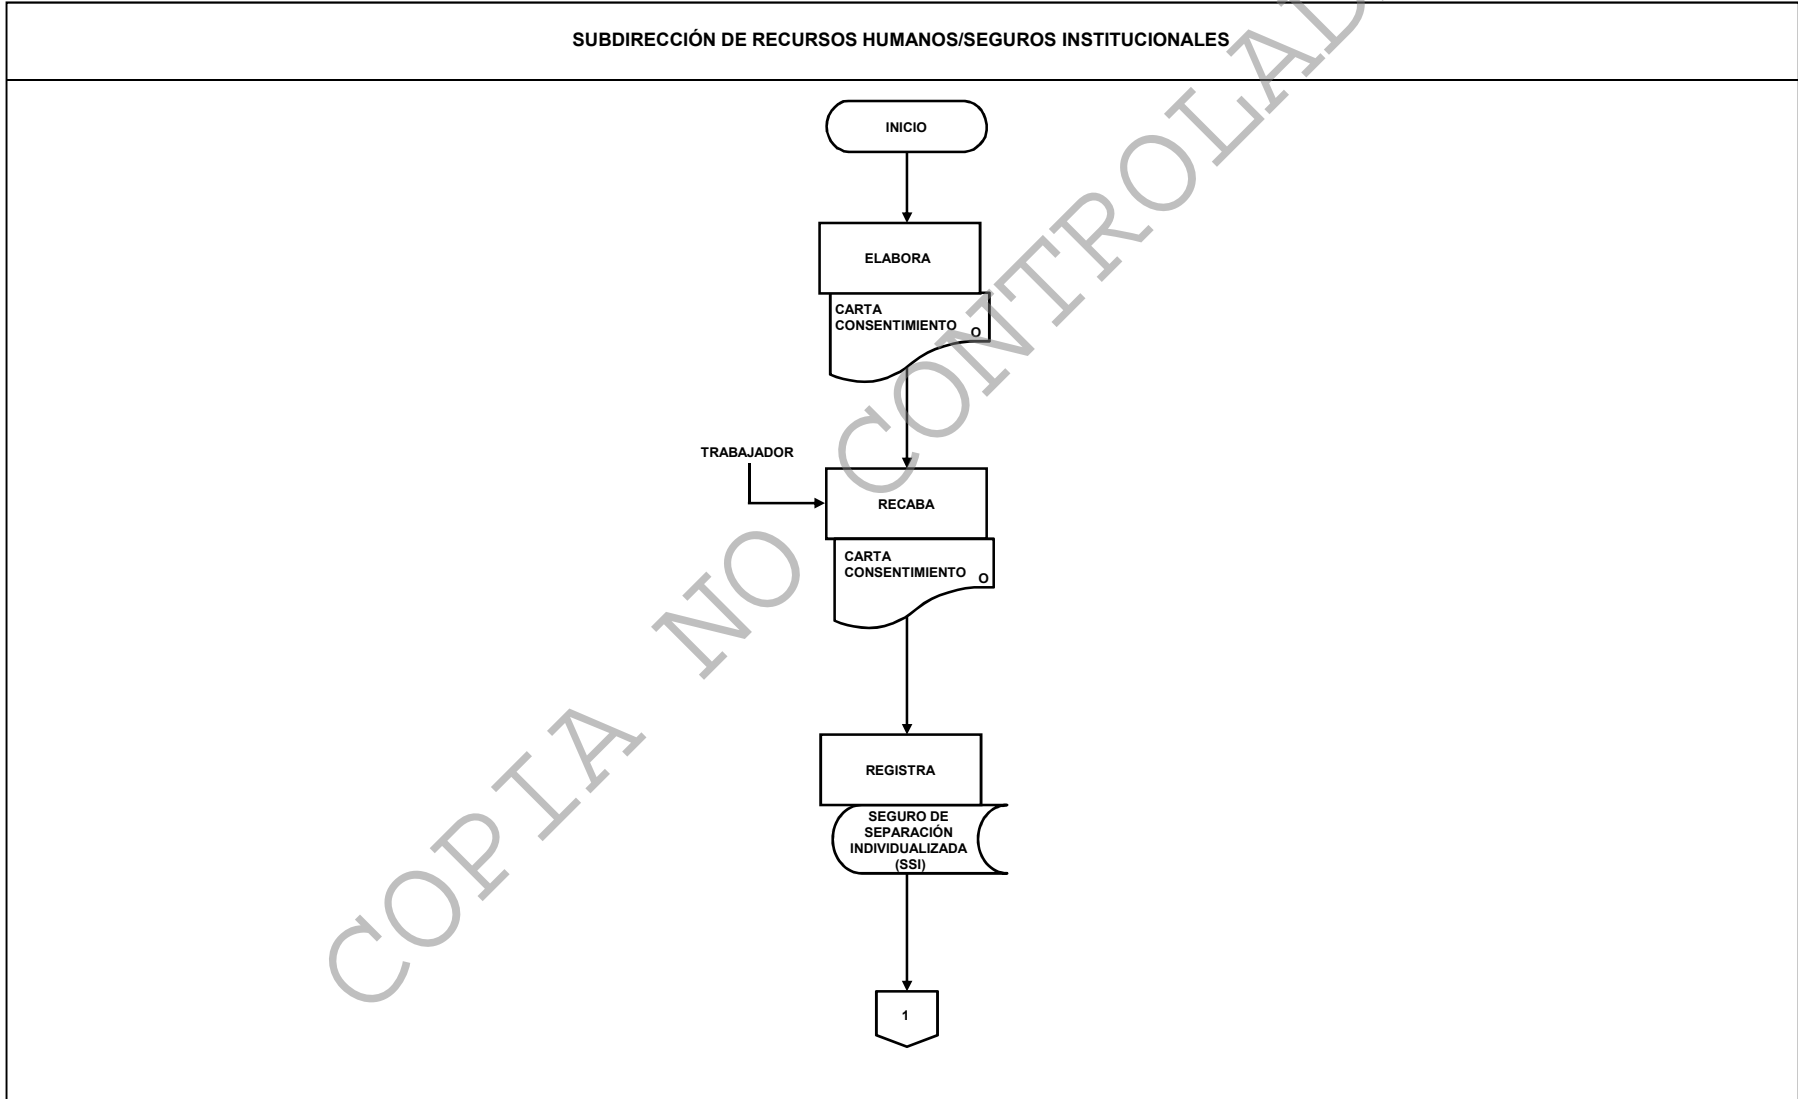 SUBDIRECCIÓN DE RECURSOS HUMANOS/SEGUROS INSTITUCIONALES
INICIO
ELABORA
CARTA
CONSENTIMIENTO O
TRABAJADOR
RECABA
CARTA
CONSENTIMIENTO O
REGISTRA
SEGURO DE
SEPARACIÓN
INDIVIDUALIZADA
(SSI)
1
COPIA NO CONTROLAD